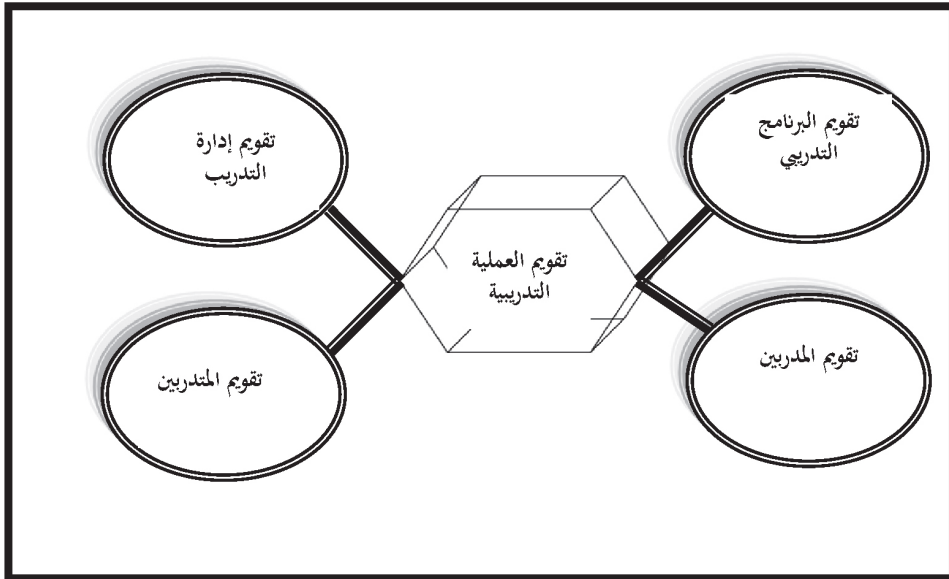 تقويم البرنامج
التدريبي
تقويم إدارة
التدريب
تقويم العملية
التدريبية
تقويم المدربين
تقويم المتدربين